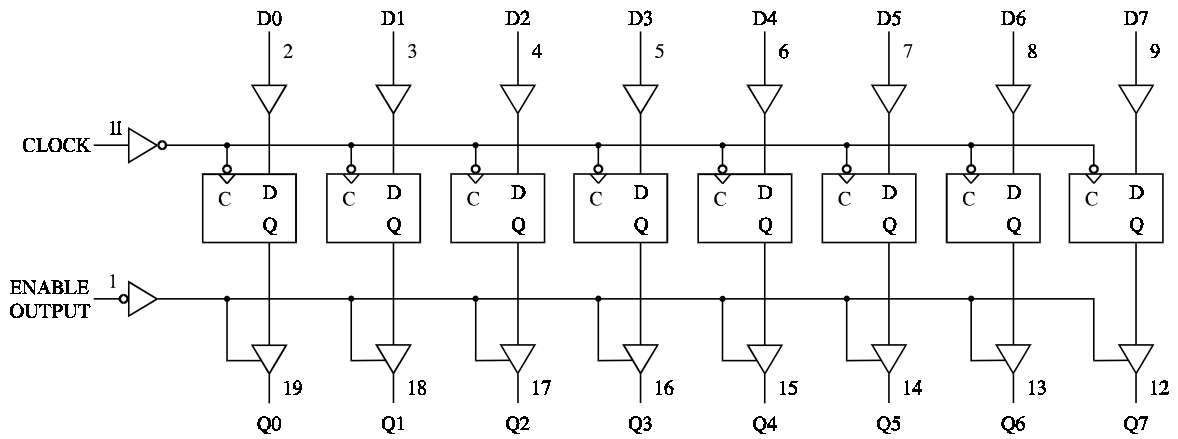 D0 D1 D2 D3 D4 D5 D6 D7
2 3 4 5 6 7 8 9
CLOCK 11
C D C D C D C D C D C D C D C D
Q Q Q Q Q Q Q Q
ENABLE 1
OUTPUT
19 18 17 16 15 14 13 12
Q0 Q1 Q2 Q3 Q4 Q5 Q6 Q7